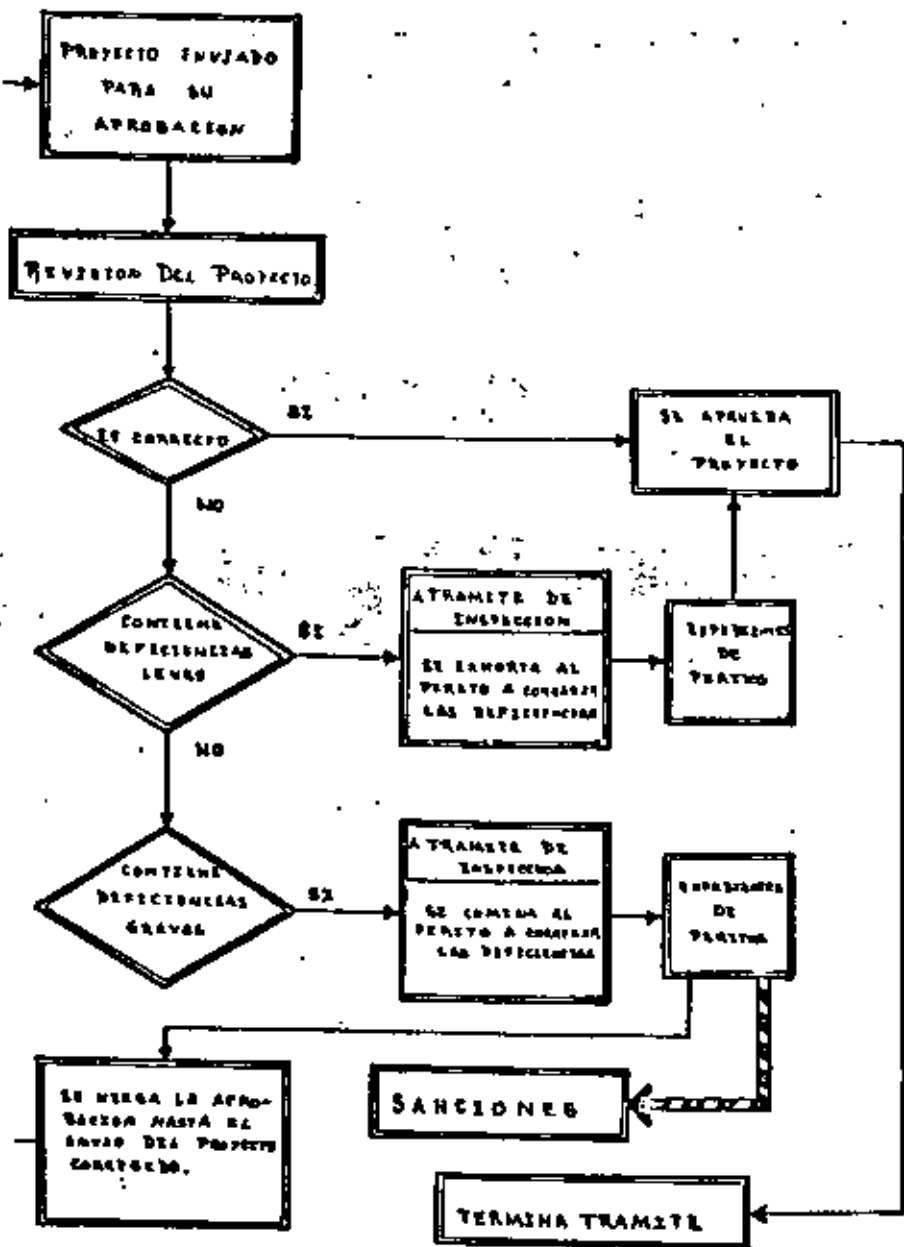 PROYECTO ENVIADO
PARA SU
APROBACION
REVISION DEL PROYECTO
ES CORRECTO
SI
SE APRUEBA
EL
PROYECTO
NO
CONTIENE
DEFICIENCIAS
LEVES
SI
A TRAMITE DE
INSPECCION
SE EXHORTA AL
PERITO A CORREGIR
LAS DEFICIENCIAS
EXPEDIENTES
DE
PERITOS
NO
CONTIENE
DEFICIENCIAS
GRAVES
SI
A TRAMITE DE
INSPECCION
SE COMINA AL
PERITO A CORREGIR
LAS DEFICIENCIAS
EXPEDIENTES
DE
PERITOS
SE NIEGA LA APRO-
BACION HASTA EL
ENVIO DEL PROYECTO
CORREGIDO.
SANCIONES
TERMINA TRAMITE